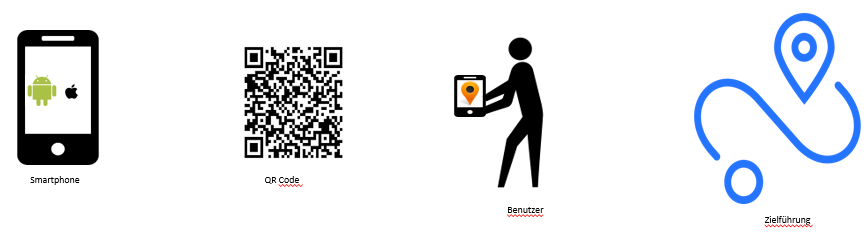 Smartphone
QR Code
Benutzer
Zielführung